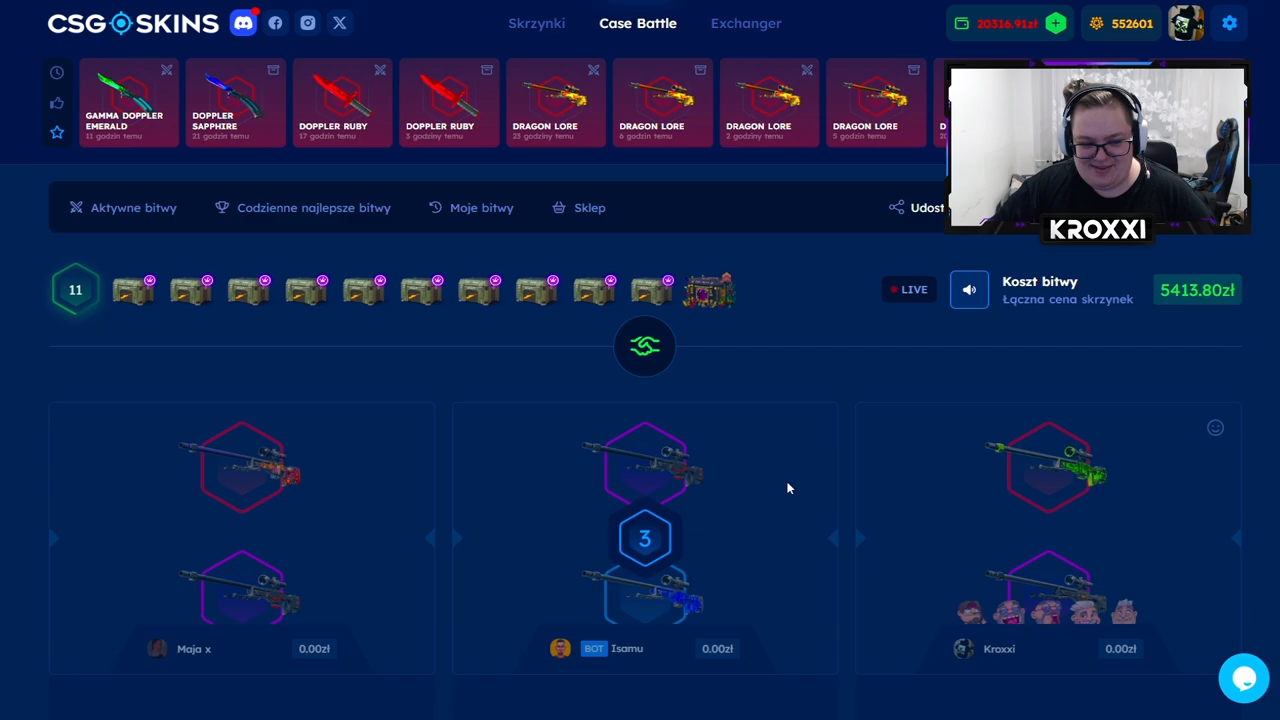 CSG SKINS
Skrzynki
Case Battle
Exchanger
20316.91zł
552601
GAMMA DOPPLER EMERALD
11 godzin temu
DOPPLER SAPPHIRE
21 godzin temu
DOPPLER RUBY
17 godzin temu
DOPPLER RUBY
3 godziny temu
DRAGON LORE
23 godziny temu
DRAGON LORE
6 godzin temu
DRAGON LORE
2 godziny temu
DRAGON LORE
5 godzin temu
Aktywne bitwy
Codzienne najlepsze bitwy
Moje bitwy
Sklep
Udost
KROXXI
11
LIVE
Koszt bitwy
Łączna cena skrzynek
5413.80zł
3
Maja x
0.00zł
BOT Isamu
0.00zł
Kroxxi
0.00zł